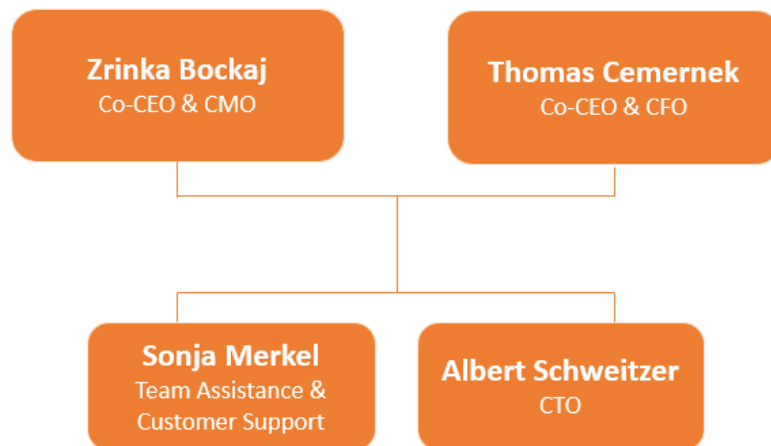 Zrinka Bockaj
Co-CEO & CMO
Thomas Cemernek
Co-CEO & CFO
Sonja Merkel
Team Assistance &
Customer Support
Albert Schweitzer
CTO